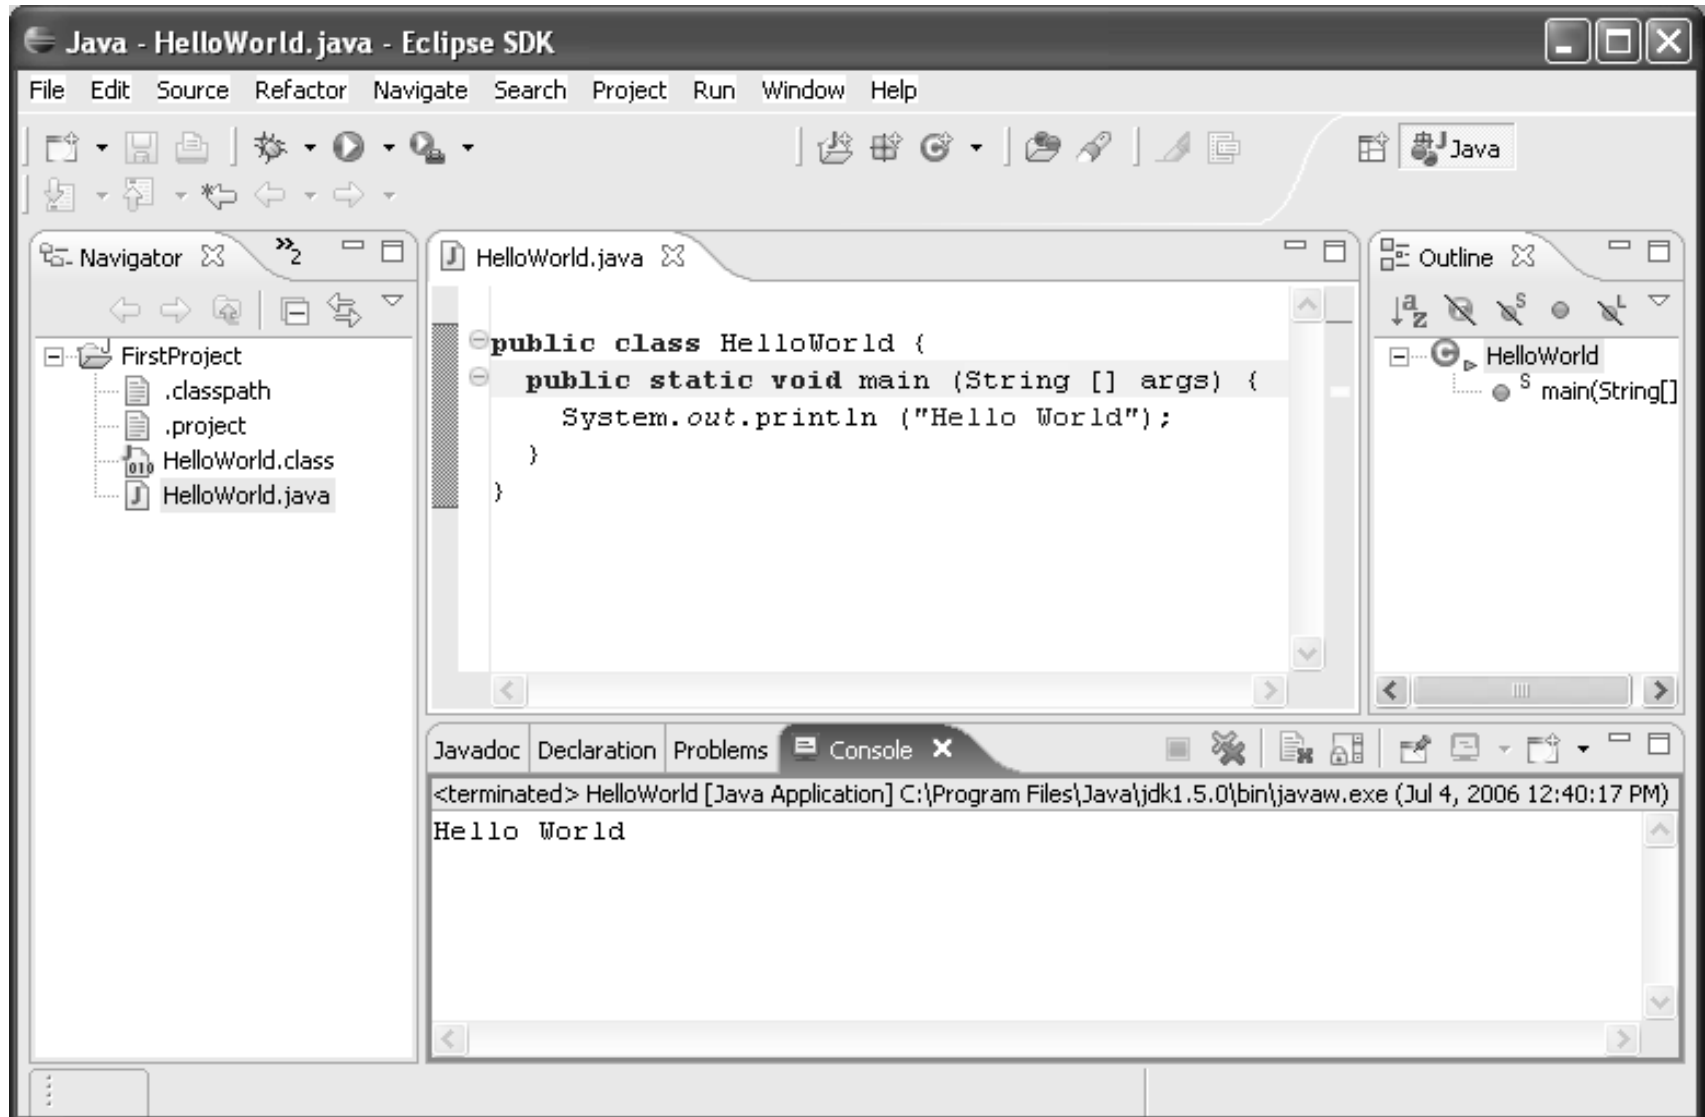 Java - HelloWorld.java - Eclipse SDK
File Edit Source Refactor Navigate Search Project Run Window Help
Java
Navigator
»2
FirstProject
.classpath
.project
HelloWorld.class
HelloWorld.java
HelloWorld.java
public class HelloWorld {
public static void main (String [] args) {
System.out.println ("Hello World");
}
}
Outline
HelloWorld
S main(String[]
Javadoc Declaration Problems Console
<terminated> HelloWorld [Java Application] C:\Program Files\Java\jdk1.5.0\bin\javaw.exe (Jul 4, 2006 12:40:17 PM)
Hello World